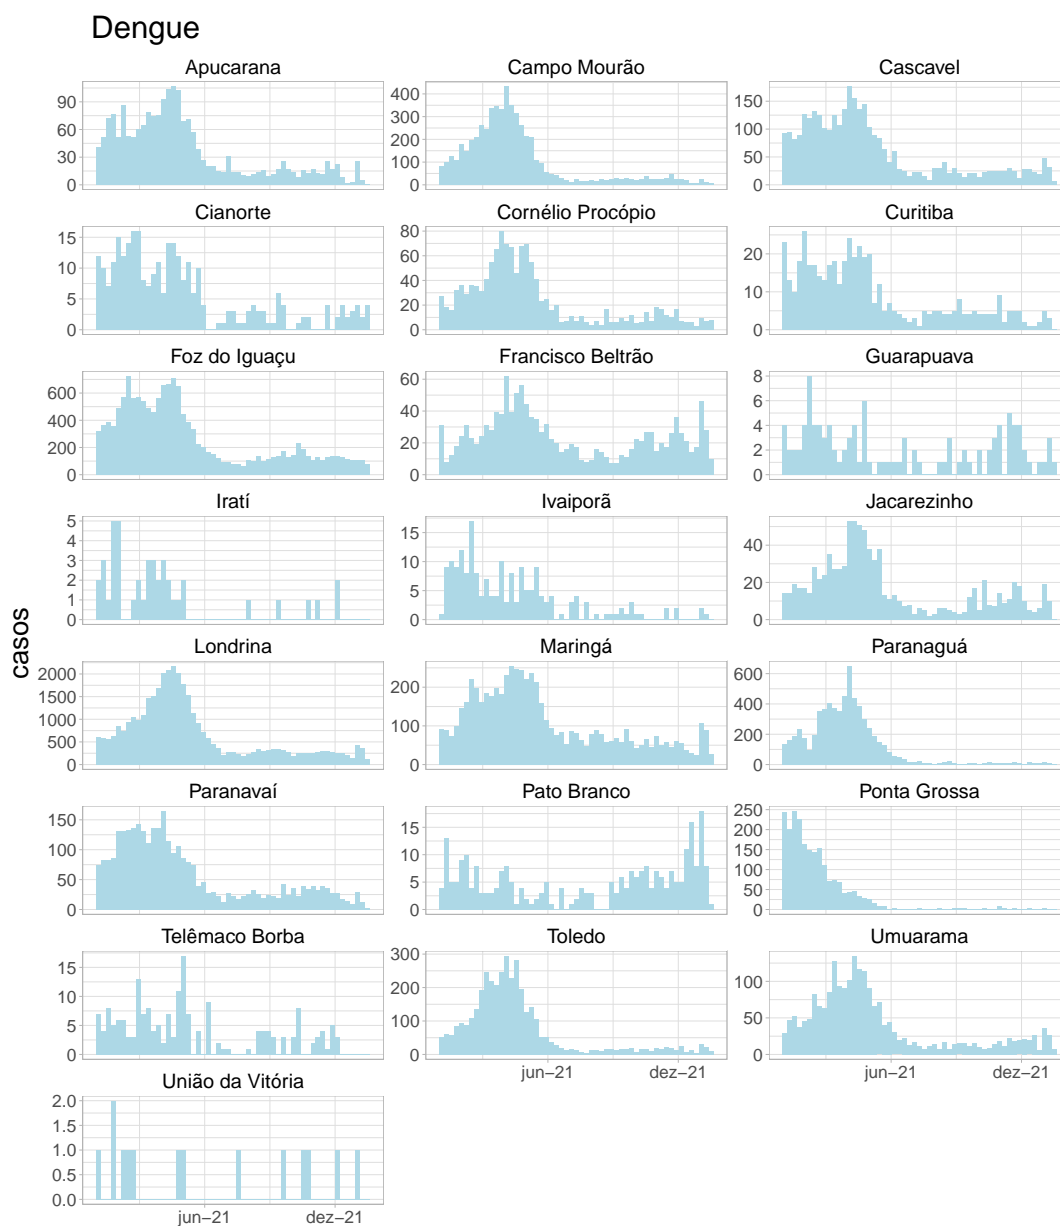 Dengue
Apucarana Campo Mourão Cascavel
90 60 30 0
400 300 200 100 0
150 100 50 0
Cianorte Cornélio Procópio Curitiba
15 10 5 0
80 60 40 20 0
20 10 0
Foz do Iguaçu Francisco Beltrão Guarapuava
600 400 200 0
60 40 20 0
8 6 4 2 0
Iratí Ivaiporã Jacarezinho
5 4 3 2 1 0
15 10 5 0
40 20 0
casos
Londrina Maringá Paranaguá
2000 1500 1000 500 0
200 100 0
600 400 200 0
Paranavaí Pato Branco Ponta Grossa
150 100 50 0
15 10 5 0
250 200 150 100 50 0
Telêmaco Borba Toledo Umuarama
15 10 5 0
300 200 100 0
100 50 0
jun–21 dez–21 jun–21 dez–21
União da Vitória
2.0 1.5 1.0 0.5 0.0
jun–21 dez–21